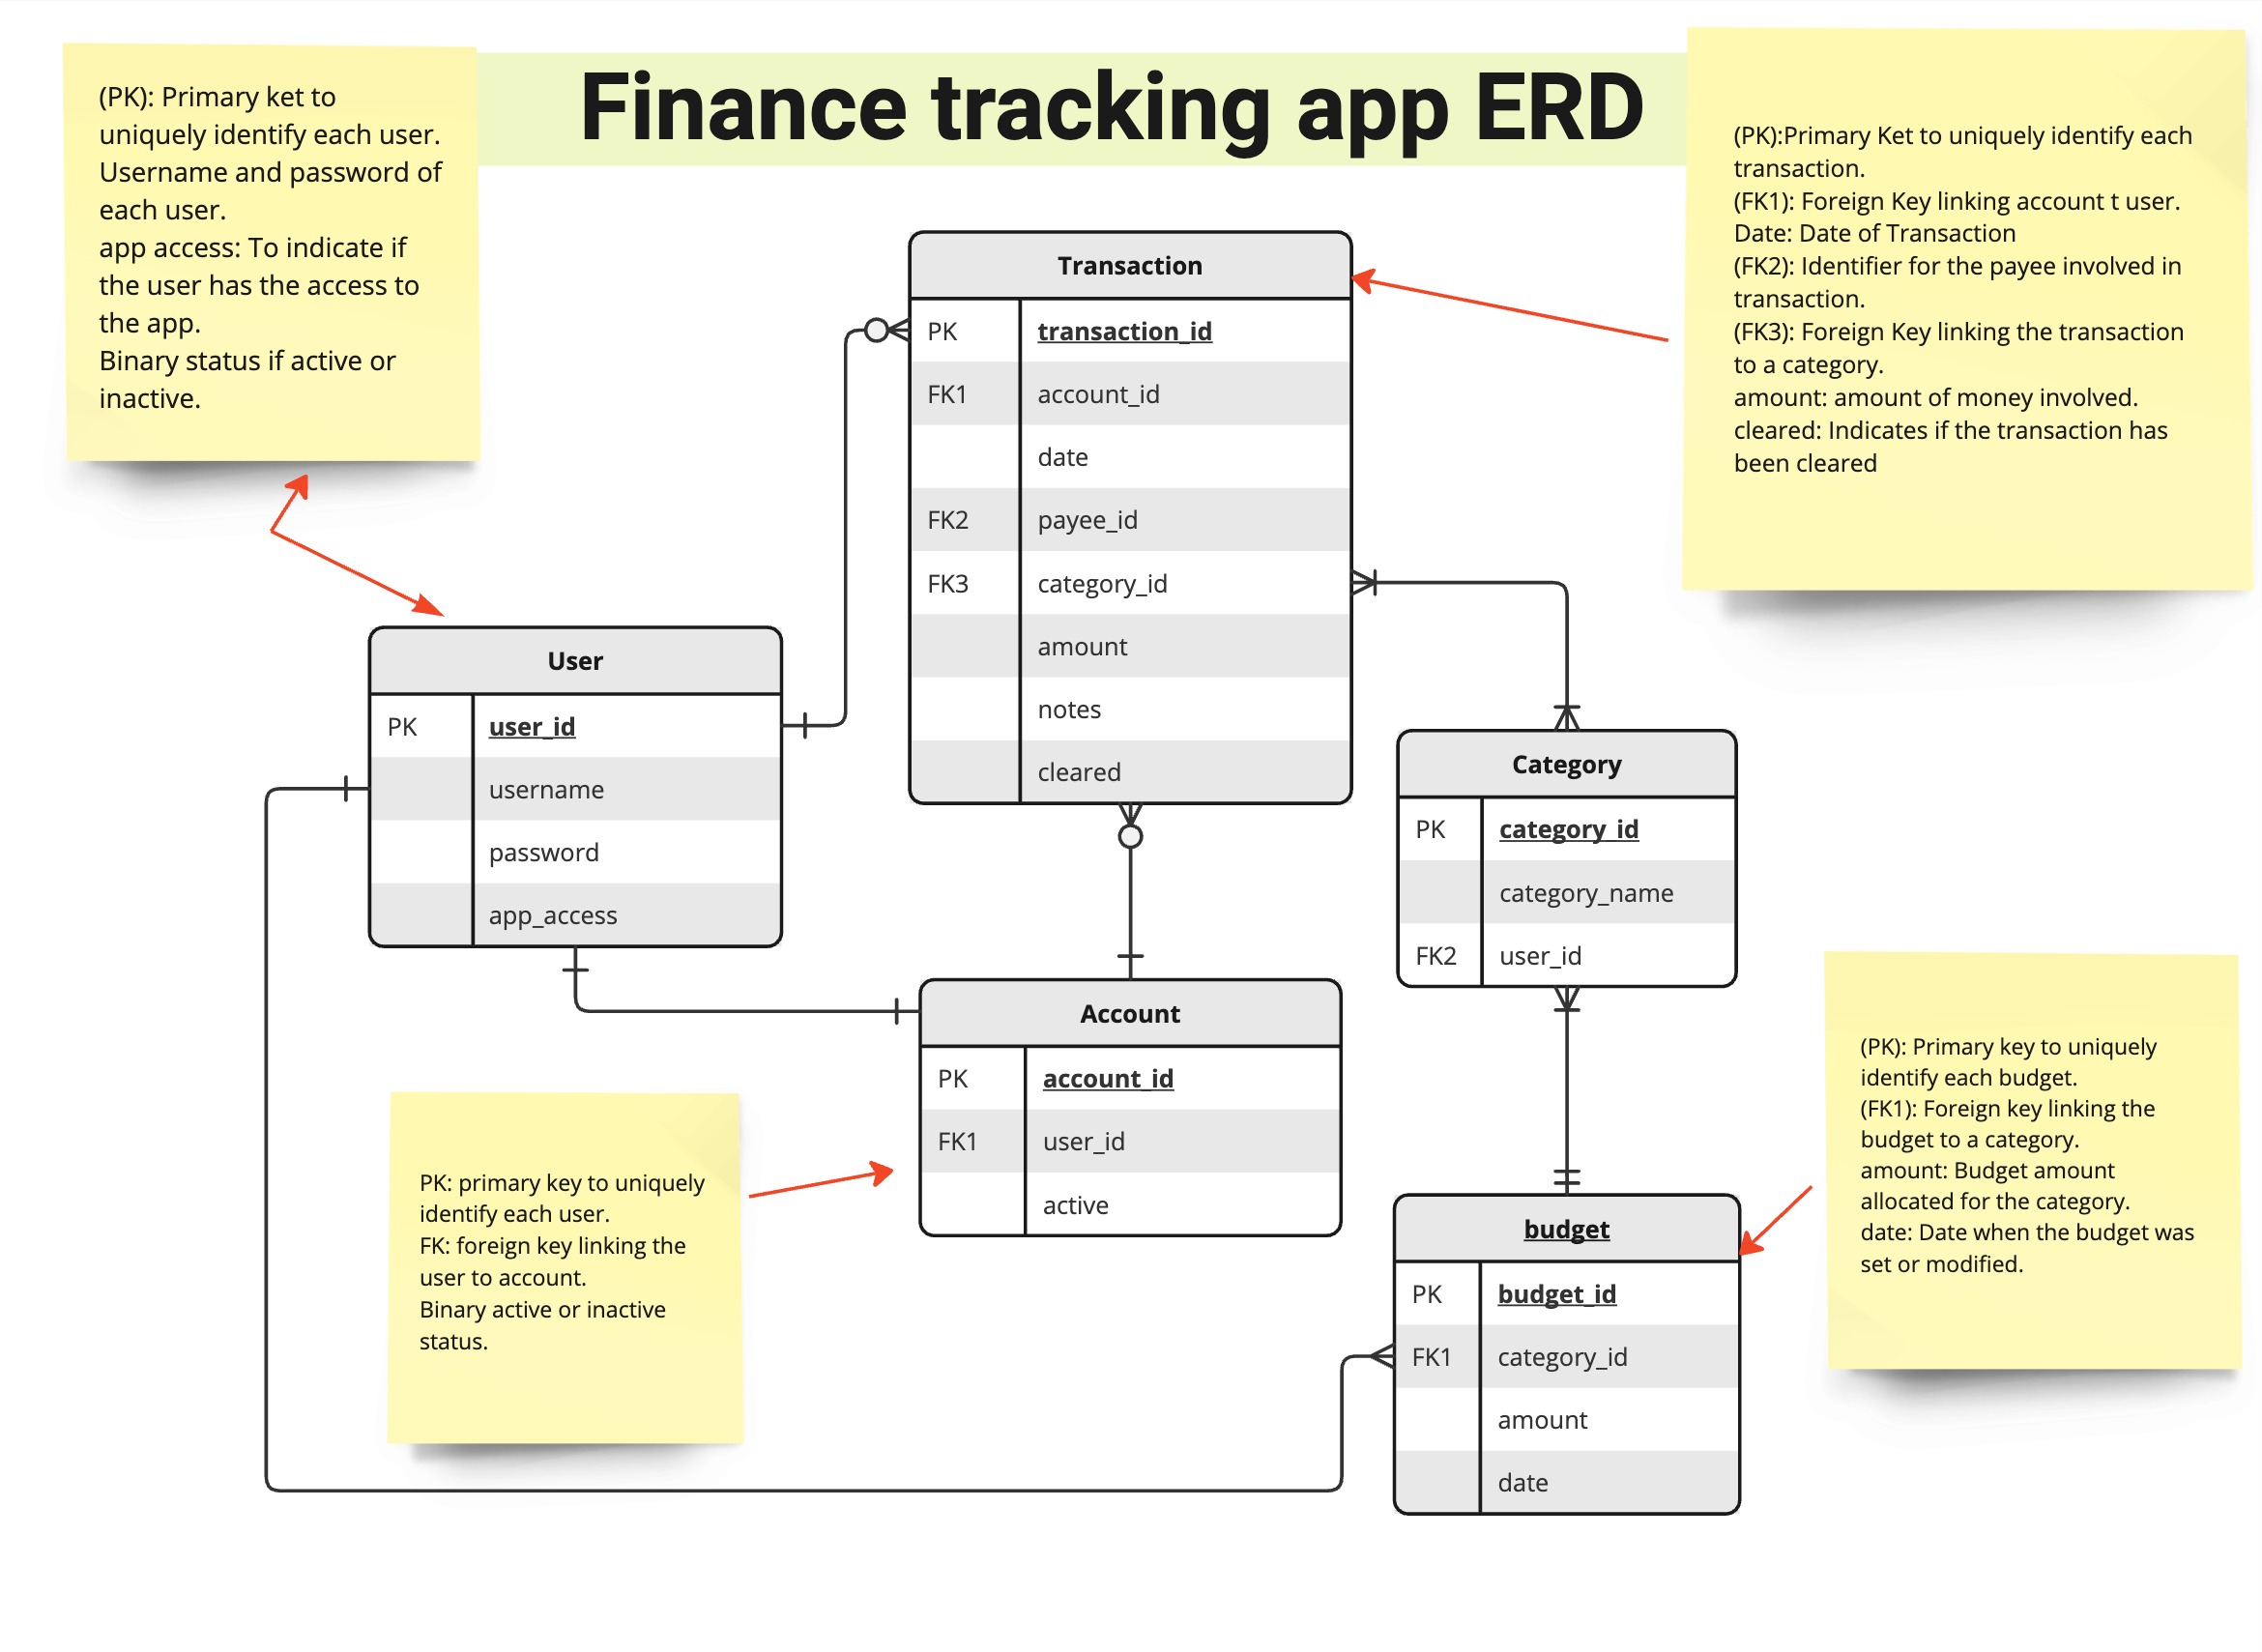 Finance tracking app ERD
(PK): Primary ket to
uniquely identify each user.
Username and password of
each user.
app access: To indicate if
the user has the access to
the app.
Binary status if active or
inactive.
(PK):Primary Ket to uniquely identify each
transaction.
(FK1): Foreign Key linking account t user.
Date: Date of Transaction
(FK2): Identifier for the payee involved in
transaction.
(FK3): Foreign Key linking the transaction
to a category.
amount: amount of money involved.
cleared: Indicates if the transaction has
been cleared
Transaction
PK transaction_id
FK1 account_id
date
FK2 payee_id
FK3 category_id
amount
notes
cleared
User
PK user_id
username
password
app_access
Category
PK category_id
category_name
FK2 user_id
Account
PK account_id
FK1 user_id
active
PK: primary key to uniquely
identify each user.
FK: foreign key linking the
user to account.
Binary active or inactive
status.
(PK): Primary key to uniquely
identify each budget.
(FK1): Foreign key linking the
budget to a category.
amount: Budget amount
allocated for the category.
date: Date when the budget was
set or modified.
budget
PK budget_id
FK1 category_id
amount
date